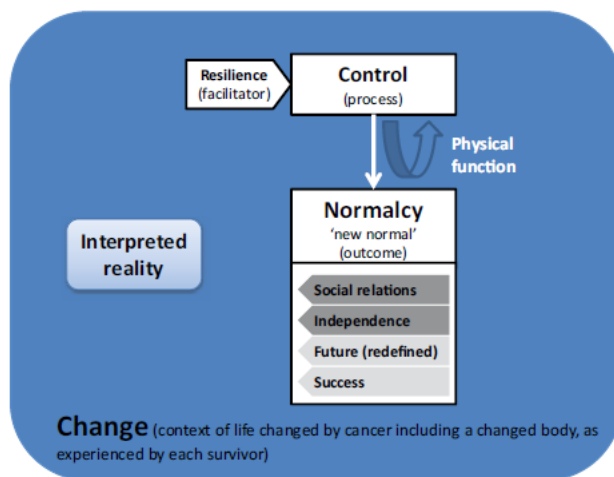 Resilience
(facilitator)
Control
(process)
Physical
function
Normalcy
‘new normal’
(outcome)
Interpreted
reality
Social relations
Independence
Future (redefined)
Success
Change (context of life changed by cancer including a changed body, as
experienced by each survivor)